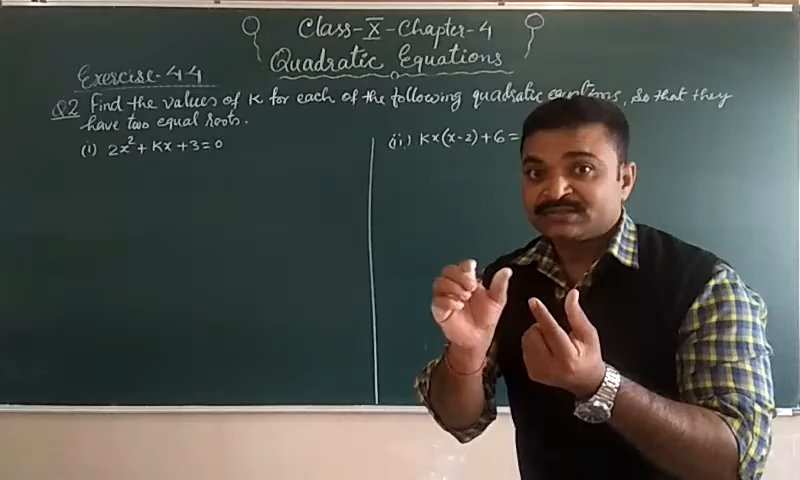 Class-X-Chapter-4
Quadratic Equations
Exercise-4.4
Q2 Find the values of K for each of the following quadratic equations, so that they
have two equal roots.
(i) 2x²+Kx+3=0
(ii) Kx(x-2)+6=